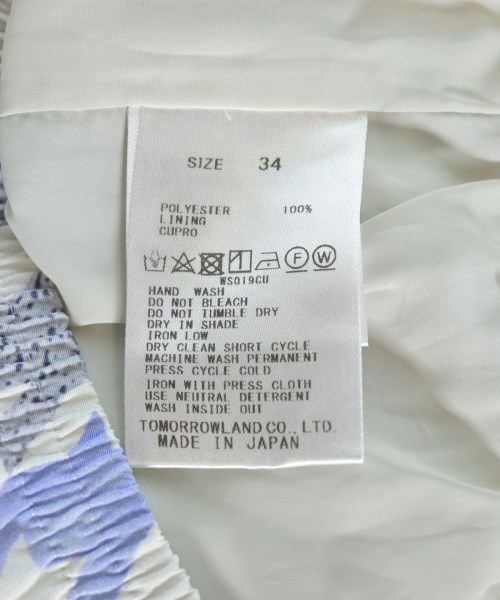 SIZE 34
POLYESTER 100%
LINING
CUPRO
F W
WS019CU
HAND WASH
DO NOT BLEACH
DO NOT TUMBLE DRY
DRY IN SHADE
IRON LOW
DRY CLEAN SHORT CYCLE
MACHINE WASH PERMANENT
PRESS CYCLE COLD
IRON WITH PRESS CLOTH
USE NEUTRAL DETERGENT
WASH INSIDE OUT
TOMORROWLAND CO., LTD.
MADE IN JAPAN